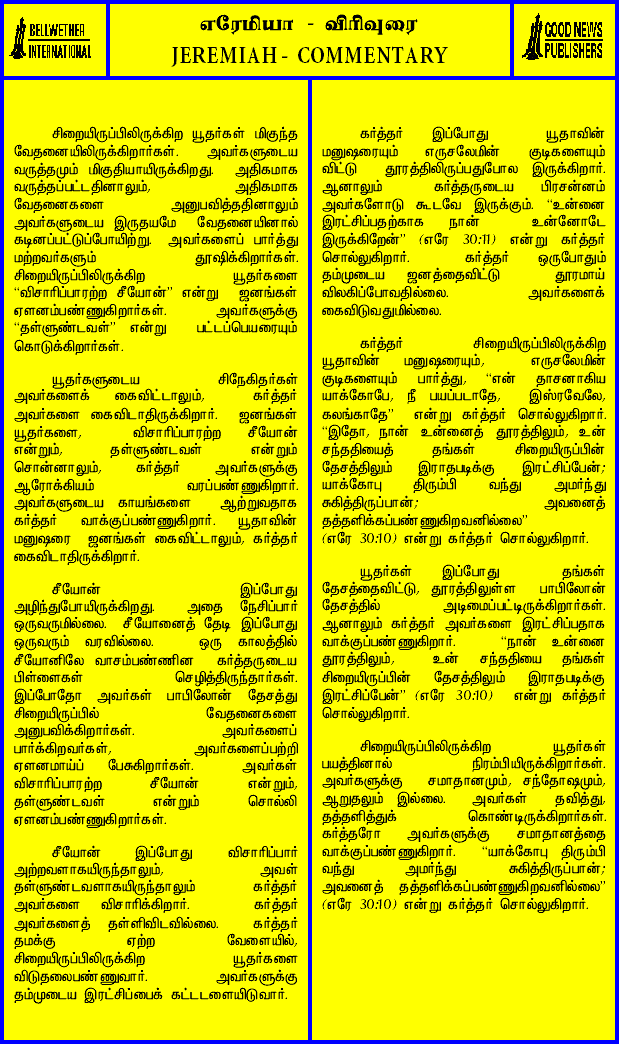 BELLWETHER
INTERNATIONAL
எரேமியா - விரிவுரை
JEREMIAH - COMMENTARY
GOOD NEWS
PUBLISHERS
சிறையிருப்பிலிருக்கிற யூதர்கள் மிகுந்த
வேதனையிலிருக்கிறார்கள். அவர்களுடைய
வருத்தமும் மிகுதியாயிருக்கிறது. அதிகமாக
வருத்தப்பட்டதினாலும், அதிகமாக
வேதனைகளை அனுபவித்ததினாலும்
அவர்களுடைய இருதயமே வேதனையினால்
கடினப்பட்டுப்போயிற்று. அவர்களைப் பார்த்து
மற்றவர்களும் தூஷிக்கிறார்கள்.
சிறையிருப்பிலிருக்கிற யூதர்களை
“விசாரிப்பாரற்ற சீயோன்” என்று ஜனங்கள்
ஏளனம்பண்ணுகிறார்கள். அவர்களுக்கு
“தள்ளுண்டவள்” என்று பட்டப்பெயரையும்
கொடுக்கிறார்கள்.
யூதர்களுடைய சிநேகிதர்கள்
அவர்களைக் கைவிட்டாலும், கர்த்தர்
அவர்களை கைவிடாதிருக்கிறார். ஜனங்கள்
யூதர்களை, விசாரிப்பாரற்ற சீயோன்
என்றும், தள்ளுண்டவள் என்றும்
சொன்னாலும், கர்த்தர் அவர்களுக்கு
ஆரோக்கியம் வரப்பண்ணுகிறார்.
அவர்களுடைய காயங்களை ஆற்றுவதாக
கர்த்தர் வாக்குப்பண்ணுகிறார். யூதாவின்
மனுஷரை ஜனங்கள் கைவிட்டாலும், கர்த்தர்
கைவிடாதிருக்கிறார்.
சீயோன் இப்போது
அழிந்துபோயிருக்கிறது. அதை நேசிப்பார்
ஒருவருமில்லை. சீயோனைத் தேடி இப்போது
ஒருவரும் வரவில்லை. ஒரு காலத்தில்
சீயோனிலே வாசம்பண்ணின கர்த்தருடைய
பிள்ளைகள் செழித்திருந்தார்கள்.
இப்போதோ அவர்கள் பாபிலோன் தேசத்து
சிறையிருப்பில் வேதனைகளை
அனுபவிக்கிறார்கள். அவர்களைப்
பார்க்கிறவர்கள், அவர்களைப்பற்றி
ஏளனமாய்ப் பேசுகிறார்கள். அவர்கள்
விசாரிப்பாரற்ற சீயோன் என்றும்,
தள்ளுண்டவள் என்றும் சொல்லி
ஏளனம்பண்ணுகிறார்கள்.
சீயோன் இப்போது விசாரிப்பார்
அற்றவளாகயிருந்தாலும், அவள்
தள்ளுண்டவளாகயிருந்தாலும் கர்த்தர்
அவர்களை விசாரிக்கிறார். கர்த்தர்
அவர்களைத் தள்ளிவிடவில்லை. கர்த்தர்
தமக்கு ஏற்ற வேளையில்,
சிறையிருப்பிலிருக்கிற யூதர்களை
விடுதலைபண்ணுவார். அவர்களுக்கு
தம்முடைய இரட்சிப்பைக் கட்டடளையிடுவார்.
கர்த்தர் இப்போது யூதாவின்
மனுஷரையும் எருசலேமின் குடிகளையும்
விட்டு தூரத்திலிருப்பதுபோல இருக்கிறார்.
ஆனாலும் கர்த்தருடைய பிரசன்னம்
அவர்களோடு கூடவே இருக்கும். “உன்னை
இரட்சிப்பதற்காக நான் உன்னோடே
இருக்கிறேன்” (எரே 30:11) என்று கர்த்தர்
சொல்லுகிறார். கர்த்தர் ஒருபோதும்
தம்முடைய ஜனத்தைவிட்டு தூரமாய்
விலகிப்போவதில்லை. அவர்களைக்
கைவிடுவதுமில்லை.
கர்த்தர் சிறையிருப்பிலிருக்கிற
யூதாவின் மனுஷரையும், எருசலேமின்
குடிகளையும் பார்த்து, “என் தாசனாகிய
யாக்கோபே, நீ பயப்படாதே, இஸ்ரவேலே,
கலங்காதே” என்று கர்த்தர் சொல்லுகிறார்.
“இதோ, நான் உன்னைத் தூரத்திலும், உன்
சந்ததியைத் தங்கள் சிறையிருப்பின்
தேசத்திலும் இராதபடிக்கு இரட்சிப்பேன்;
யாக்கோபு திரும்பி வந்து அமர்ந்து
சுகித்திருப்பான்; அவனைத்
தத்தளிக்கப்பண்ணுகிறவனில்லை”
(எரே 30:10) என்று கர்த்தர் சொல்லுகிறார்.
யூதர்கள் இப்போது தங்கள்
தேசத்தைவிட்டு, தூரத்திலுள்ள பாபிலோன்
தேசத்தில் அடிமைப்பட்டிருக்கிறார்கள்.
ஆனாலும் கர்த்தர் அவர்களை இரட்சிப்பதாக
வாக்குப்பண்ணுகிறார். “நான் உன்னை
தூரத்திலும், உன் சந்ததியை தங்கள்
சிறையிருப்பின் தேசத்திலும் இராதபடிக்கு
இரட்சிப்பேன்” (எரே 30:10) என்று கர்த்தர்
சொல்லுகிறார்.
சிறையிருப்பிலிருக்கிற யூதர்கள்
பயத்தினால் நிரம்பியிருக்கிறார்கள்.
அவர்களுக்கு சமாதானமும், சந்தோஷமும்,
ஆறுதலும் இல்லை. அவர்கள் தவித்து,
தத்தளித்துக் கொண்டிருக்கிறார்கள்.
கர்த்தரோ அவர்களுக்கு சமாதானத்தை
வாக்குப்பண்ணுகிறார். “யாக்கோபு திரும்பி
வந்து அமர்ந்து சுகித்திருப்பான்;
அவனைத் தத்தளிக்கப்பண்ணுகிறவனில்லை”
(எரே 30:10) என்று கர்த்தர் சொல்லுகிறார்.